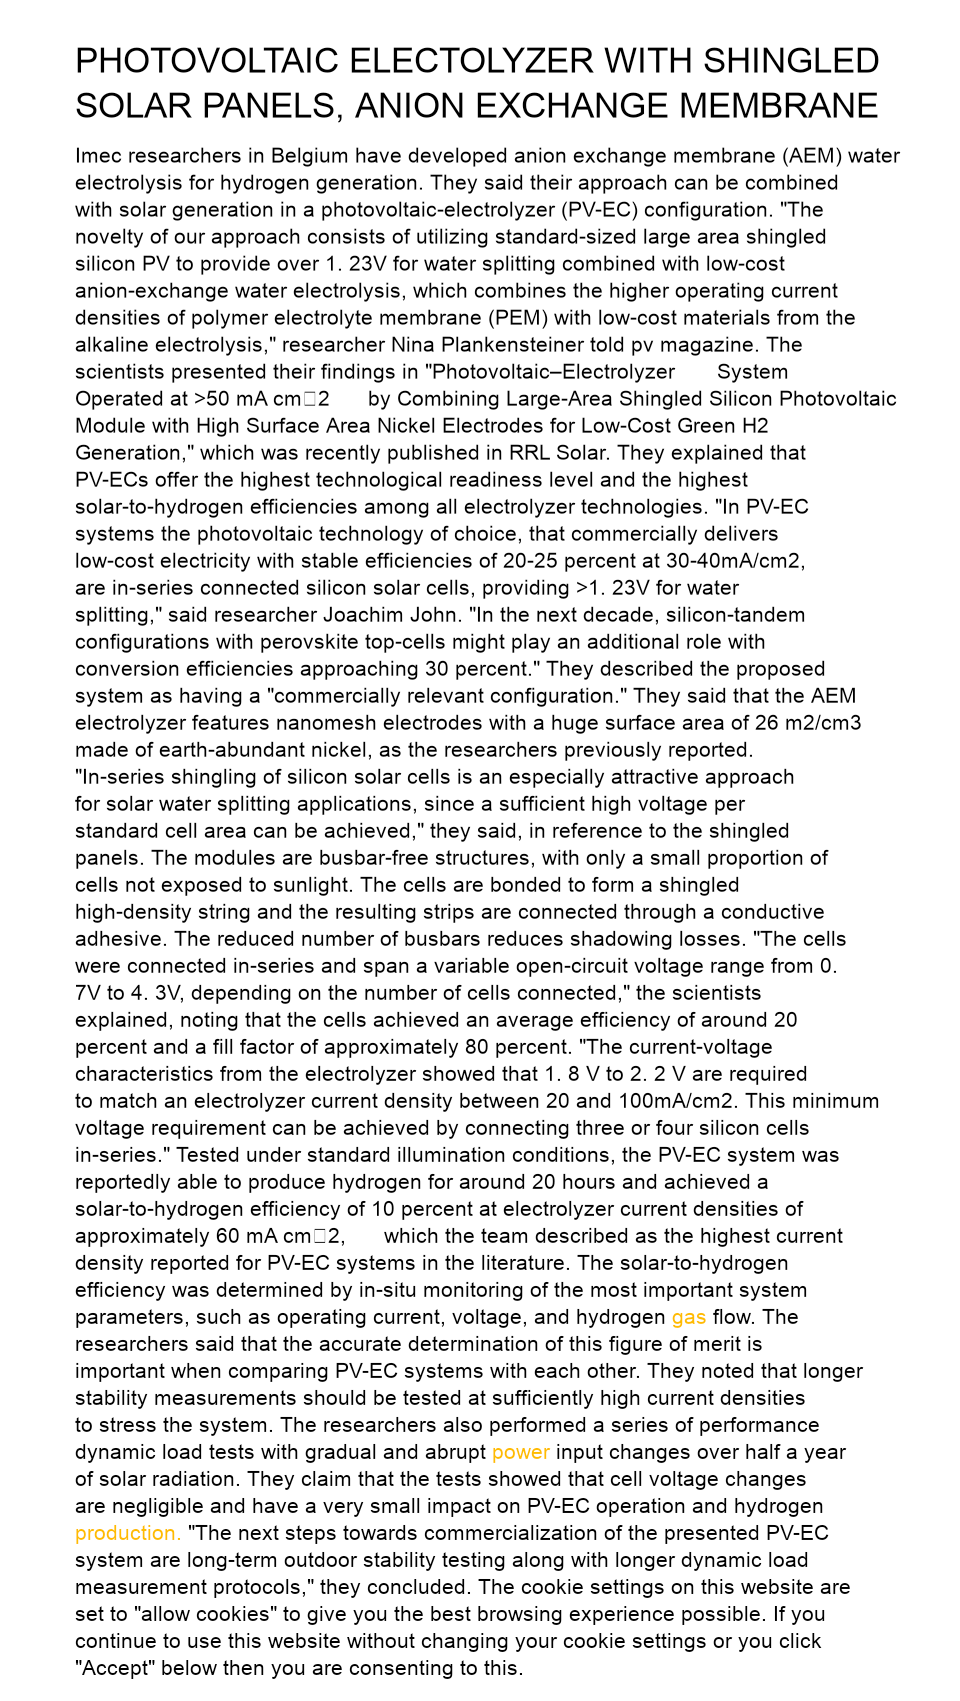 PHOTOVOLTAIC ELECTOLYZER WITH SHINGLED
SOLAR PANELS, ANION EXCHANGE MEMBRANE
Imec researchers in Belgium have developed anion exchange membrane (AEM) water
electrolysis for hydrogen generation. They said their approach can be combined
with solar generation in a photovoltaic-electrolyzer (PV-EC) configuration. "The
novelty of our approach consists of utilizing standard-sized large area shingled
silicon PV to provide over 1. 23V for water splitting combined with low-cost
anion-exchange water electrolysis, which combines the higher operating current
densities of polymer electrolyte membrane (PEM) with low-cost materials from the
alkaline electrolysis," researcher Nina Plankensteiner told pv magazine. The
scientists presented their findings in "Photovoltaic–Electrolyzer System
Operated at >50 mA cm□2 by Combining Large-Area Shingled Silicon Photovoltaic
Module with High Surface Area Nickel Electrodes for Low-Cost Green H2
Generation," which was recently published in RRL Solar. They explained that
PV-ECs offer the highest technological readiness level and the highest
solar-to-hydrogen efficiencies among all electrolyzer technologies. "In PV-EC
systems the photovoltaic technology of choice, that commercially delivers
low-cost electricity with stable efficiencies of 20-25 percent at 30-40mA/cm2,
are in-series connected silicon solar cells, providing >1. 23V for water
splitting," said researcher Joachim John. "In the next decade, silicon-tandem
configurations with perovskite top-cells might play an additional role with
conversion efficiencies approaching 30 percent." They described the proposed
system as having a "commercially relevant configuration." They said that the AEM
electrolyzer features nanomesh electrodes with a huge surface area of 26 m2/cm3
made of earth-abundant nickel, as the researchers previously reported.
"In-series shingling of silicon solar cells is an especially attractive approach
for solar water splitting applications, since a sufficient high voltage per
standard cell area can be achieved," they said, in reference to the shingled
panels. The modules are busbar-free structures, with only a small proportion of
cells not exposed to sunlight. The cells are bonded to form a shingled
high-density string and the resulting strips are connected through a conductive
adhesive. The reduced number of busbars reduces shadowing losses. "The cells
were connected in-series and span a variable open-circuit voltage range from 0.
7V to 4. 3V, depending on the number of cells connected," the scientists
explained, noting that the cells achieved an average efficiency of around 20
percent and a fill factor of approximately 80 percent. "The current-voltage
characteristics from the electrolyzer showed that 1. 8 V to 2. 2 V are required
to match an electrolyzer current density between 20 and 100mA/cm2. This minimum
voltage requirement can be achieved by connecting three or four silicon cells
in-series." Tested under standard illumination conditions, the PV-EC system was
reportedly able to produce hydrogen for around 20 hours and achieved a
solar-to-hydrogen efficiency of 10 percent at electrolyzer current densities of
approximately 60 mA cm□2, which the team described as the highest current
density reported for PV-EC systems in the literature. The solar-to-hydrogen
efficiency was determined by in-situ monitoring of the most important system
parameters, such as operating current, voltage, and hydrogen gas flow. The
researchers said that the accurate determination of this figure of merit is
important when comparing PV-EC systems with each other. They noted that longer
stability measurements should be tested at sufficiently high current densities
to stress the system. The researchers also performed a series of performance
dynamic load tests with gradual and abrupt power input changes over half a year
of solar radiation. They claim that the tests showed that cell voltage changes
are negligible and have a very small impact on PV-EC operation and hydrogen
production. "The next steps towards commercialization of the presented PV-EC
system are long-term outdoor stability testing along with longer dynamic load
measurement protocols," they concluded. The cookie settings on this website are
set to "allow cookies" to give you the best browsing experience possible. If you
continue to use this website without changing your cookie settings or you click
"Accept" below then you are consenting to this.